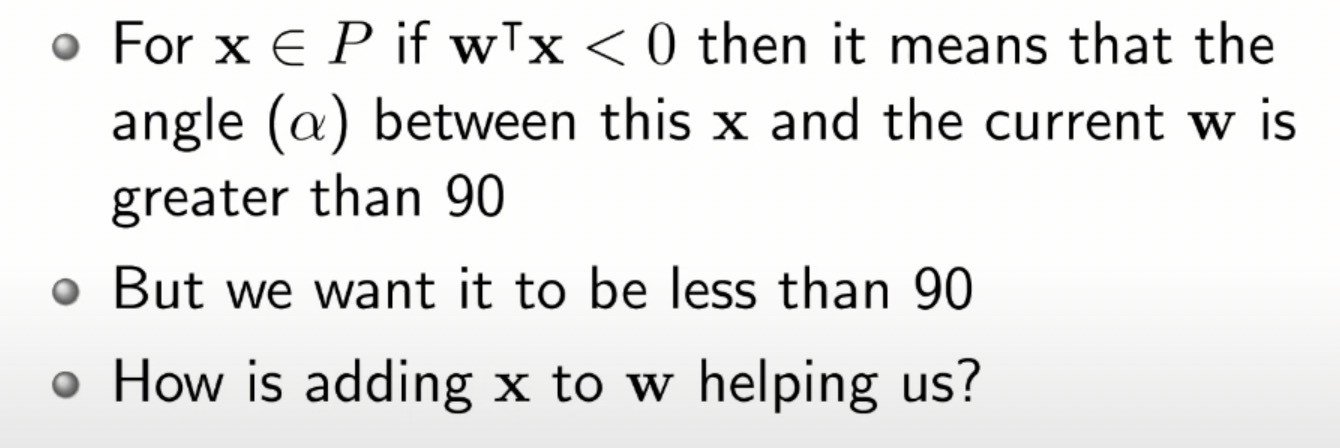 For x ∈ P if wᵀx < 0 then it means that the
angle (α) between this x and the current w is
greater than 90
But we want it to be less than 90
How is adding x to w helping us?